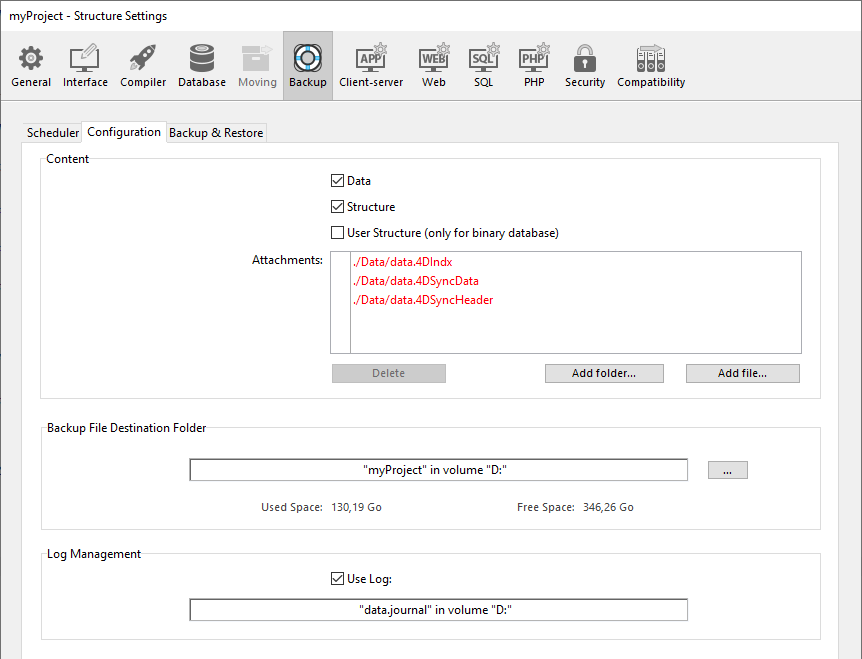 myProject - Structure Settings
APP WEB SQL PHP
General Interface Compiler Database Moving Backup Client-server Web SQL PHP Security Compatibility
Scheduler Configuration Backup & Restore
Content
Data
Structure
User Structure (only for binary database)
Attachments: ./Data/data.4DIndx
./Data/data.4DSyncData
./Data/data.4DSyncHeader
Delete Add folder... Add file...
Backup File Destination Folder
"myProject" in volume "D:" ...
Used Space: 130,19 Go Free Space: 346,26 Go
Log Management
Use Log:
"data.journal" in volume "D:"